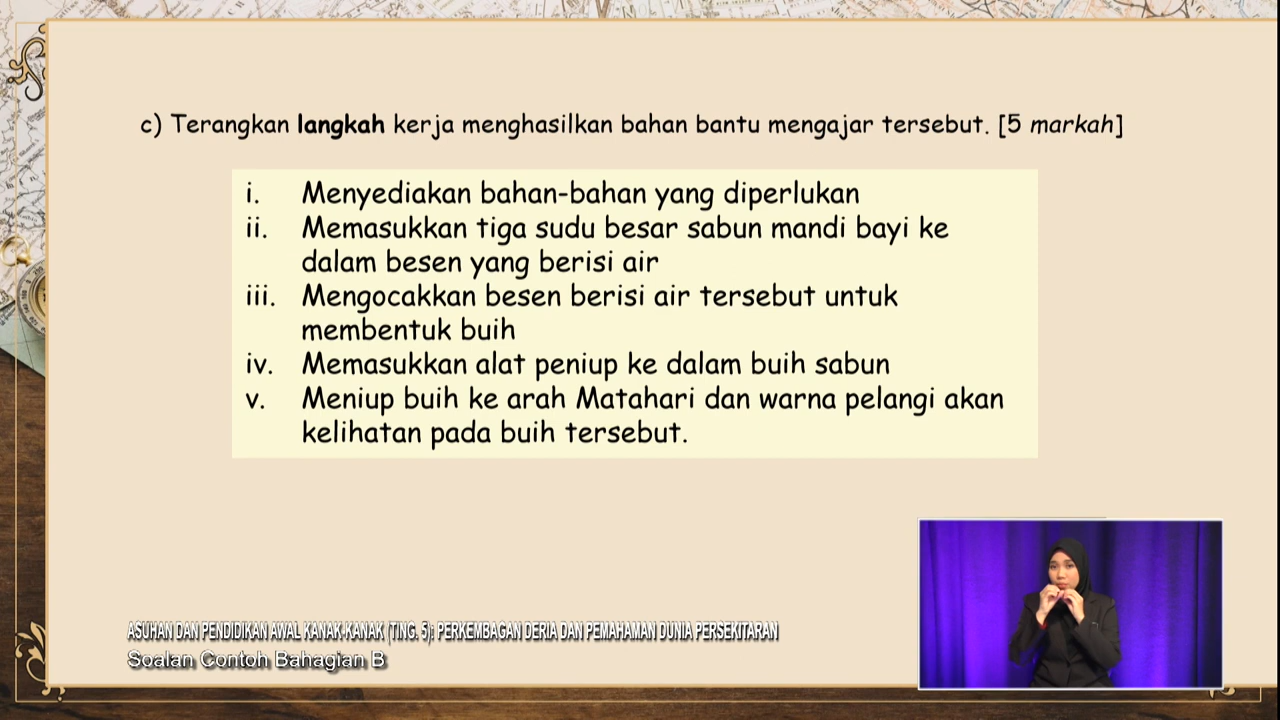 c) Terangkan langkah kerja menghasilkan bahan bantu mengajar tersebut. [5 markah]
i. Menyediakan bahan-bahan yang diperlukan
ii. Memasukkan tiga sudu besar sabun mandi bayi ke
dalam besen yang berisi air
iii. Mengocakkan besen berisi air tersebut untuk
membentuk buih
iv. Memasukkan alat peniup ke dalam buih sabun
v. Meniup buih ke arah Matahari dan warna pelangi akan
kelihatan pada buih tersebut.
ASUHAN DAN PENDIDIKAN AWAL KANAK-KANAK (TING. 5): PERKEMBAGAN DERIA DAN PEMAHAMAN DUNIA PERSEKITARAN
Soalan Contoh Bahagian B